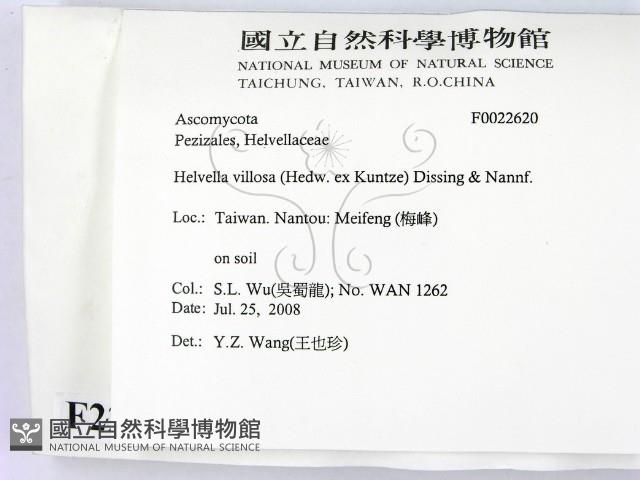 國立自然科學博物館
NATIONAL MUSEUM OF NATURAL SCIENCE
TAICHUNG, TAIWAN, R.O.CHINA
Ascomycota F0022620
Pezizales, Helvellaceae
Helvella villosa (Hedw. ex Kuntze) Dissing & Nannf.
Loc.: Taiwan. Nantou: Meifeng (梅峰)
on soil
Col.: S.L. Wu(吳蜀龍); No. WAN 1262
Date: Jul. 25, 2008
Det.: Y.Z. Wang(王也珍)
F2
國立自然科學博物館
NATIONAL MUSEUM OF NATURAL SCIENCE